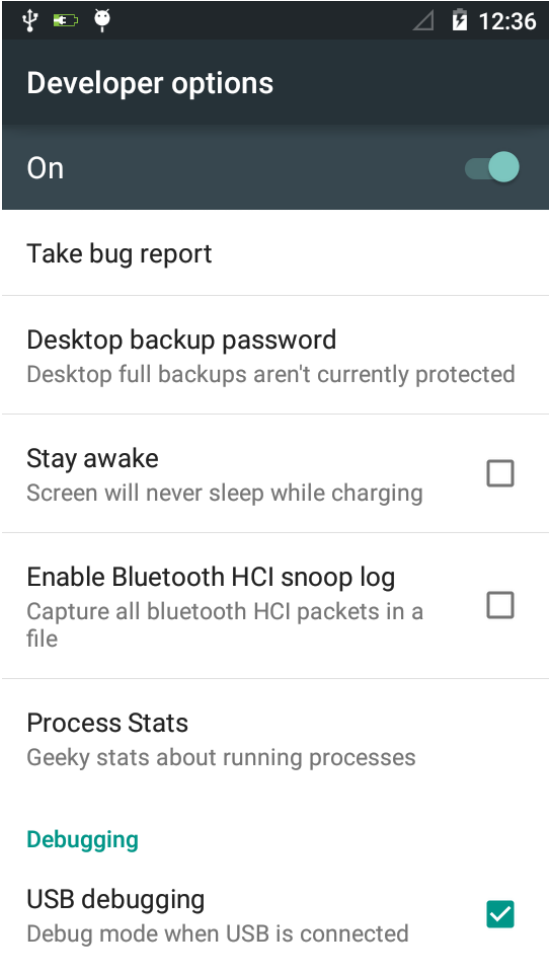 12:36
Developer options
On
Take bug report
Desktop backup password
Desktop full backups aren't currently protected
Stay awake
Screen will never sleep while charging
Enable Bluetooth HCI snoop log
Capture all bluetooth HCI packets in a
file
Process Stats
Geeky stats about running processes
Debugging
USB debugging
Debug mode when USB is connected